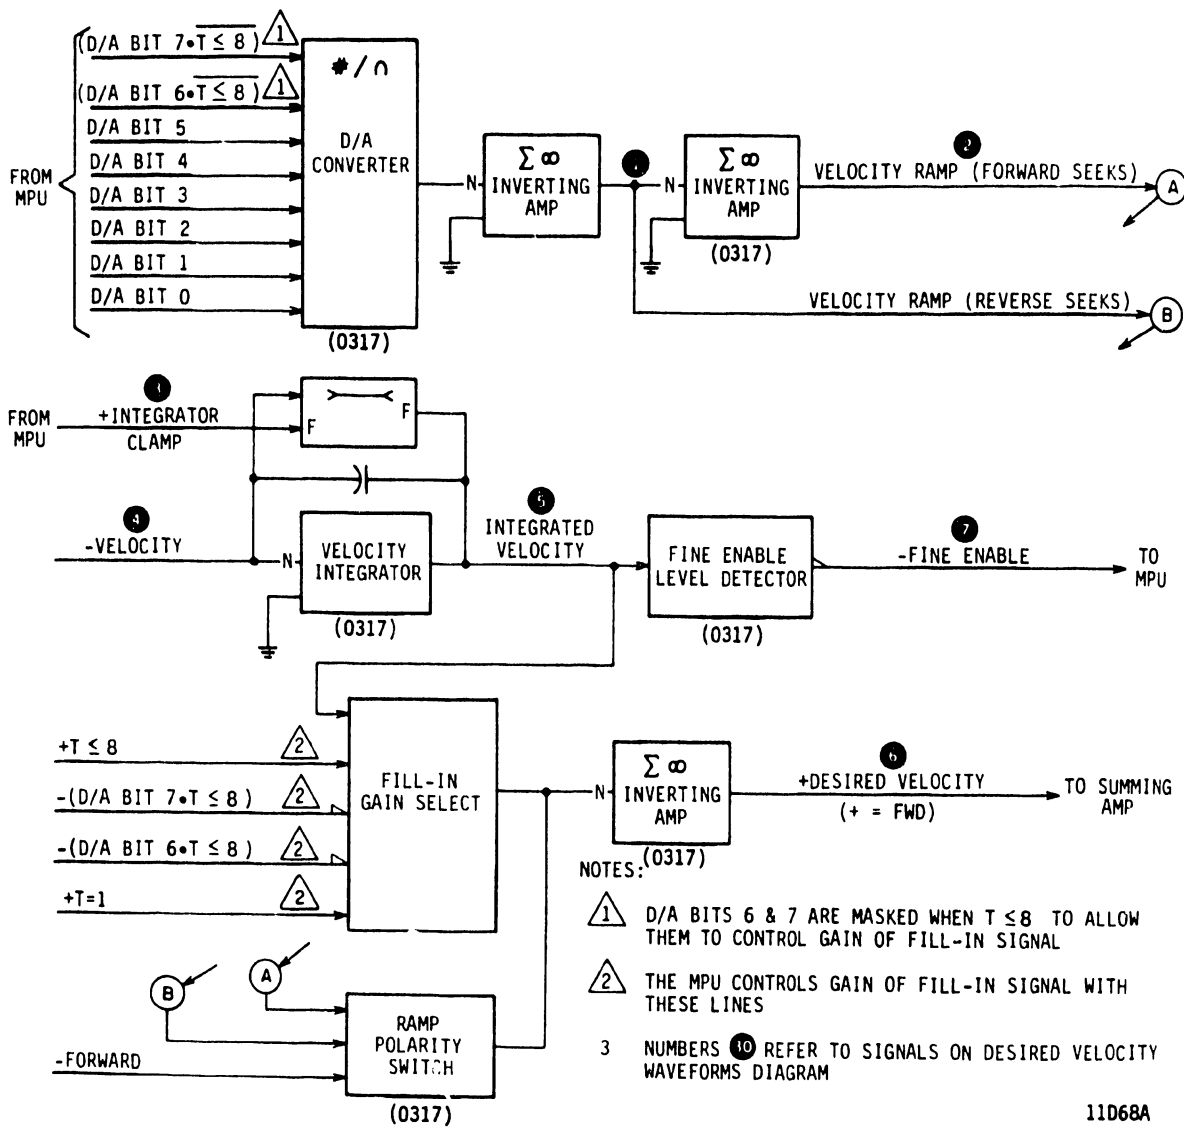 (D/A BIT 7•T ≤ 8) 1
(D/A BIT 6•T ≤ 8) 1
D/A BIT 5
D/A BIT 4
D/A BIT 3
D/A BIT 2
D/A BIT 1
D/A BIT 0
FROM
MPU
#/∩
D/A
CONVERTER
(0317)
N
∑ ∞
INVERTING
AMP
1
N
∑ ∞
INVERTING
AMP
(0317)
2
VELOCITY RAMP (FORWARD SEEKS)
A
VELOCITY RAMP (REVERSE SEEKS)
B
FROM
MPU
3
+INTEGRATOR
CLAMP
F
F
4
-VELOCITY
N
VELOCITY
INTEGRATOR
(0317)
5
INTEGRATED
VELOCITY
FINE ENABLE
LEVEL DETECTOR
(0317)
7
-FINE ENABLE
TO
MPU
+T ≤ 8 2
-(D/A BIT 7•T ≤ 8) 2
-(D/A BIT 6•T ≤ 8) 2
+T=1 2
FILL-IN
GAIN SELECT
N
∑ ∞
INVERTING
AMP
(0317)
6
+DESIRED VELOCITY
(+ = FWD)
TO SUMMING
AMP
B
A
-FORWARD
RAMP
POLARITY
SWITCH
(0317)
NOTES:
1 D/A BITS 6 & 7 ARE MASKED WHEN T ≤ 8 TO ALLOW
THEM TO CONTROL GAIN OF FILL-IN SIGNAL
2 THE MPU CONTROLS GAIN OF FILL-IN SIGNAL WITH
THESE LINES
3 NUMBERS 30 REFER TO SIGNALS ON DESIRED VELOCITY
WAVEFORMS DIAGRAM
11D68A